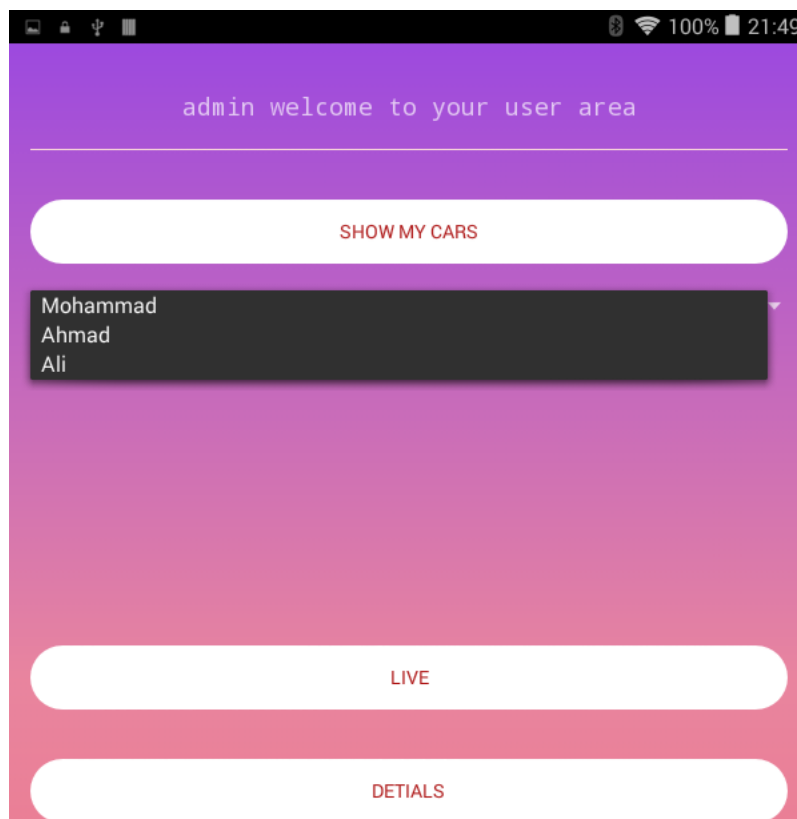 100% 21:49
admin welcome to your user area
SHOW MY CARS
Mohammad
Ahmad
Ali
LIVE
DETIALS